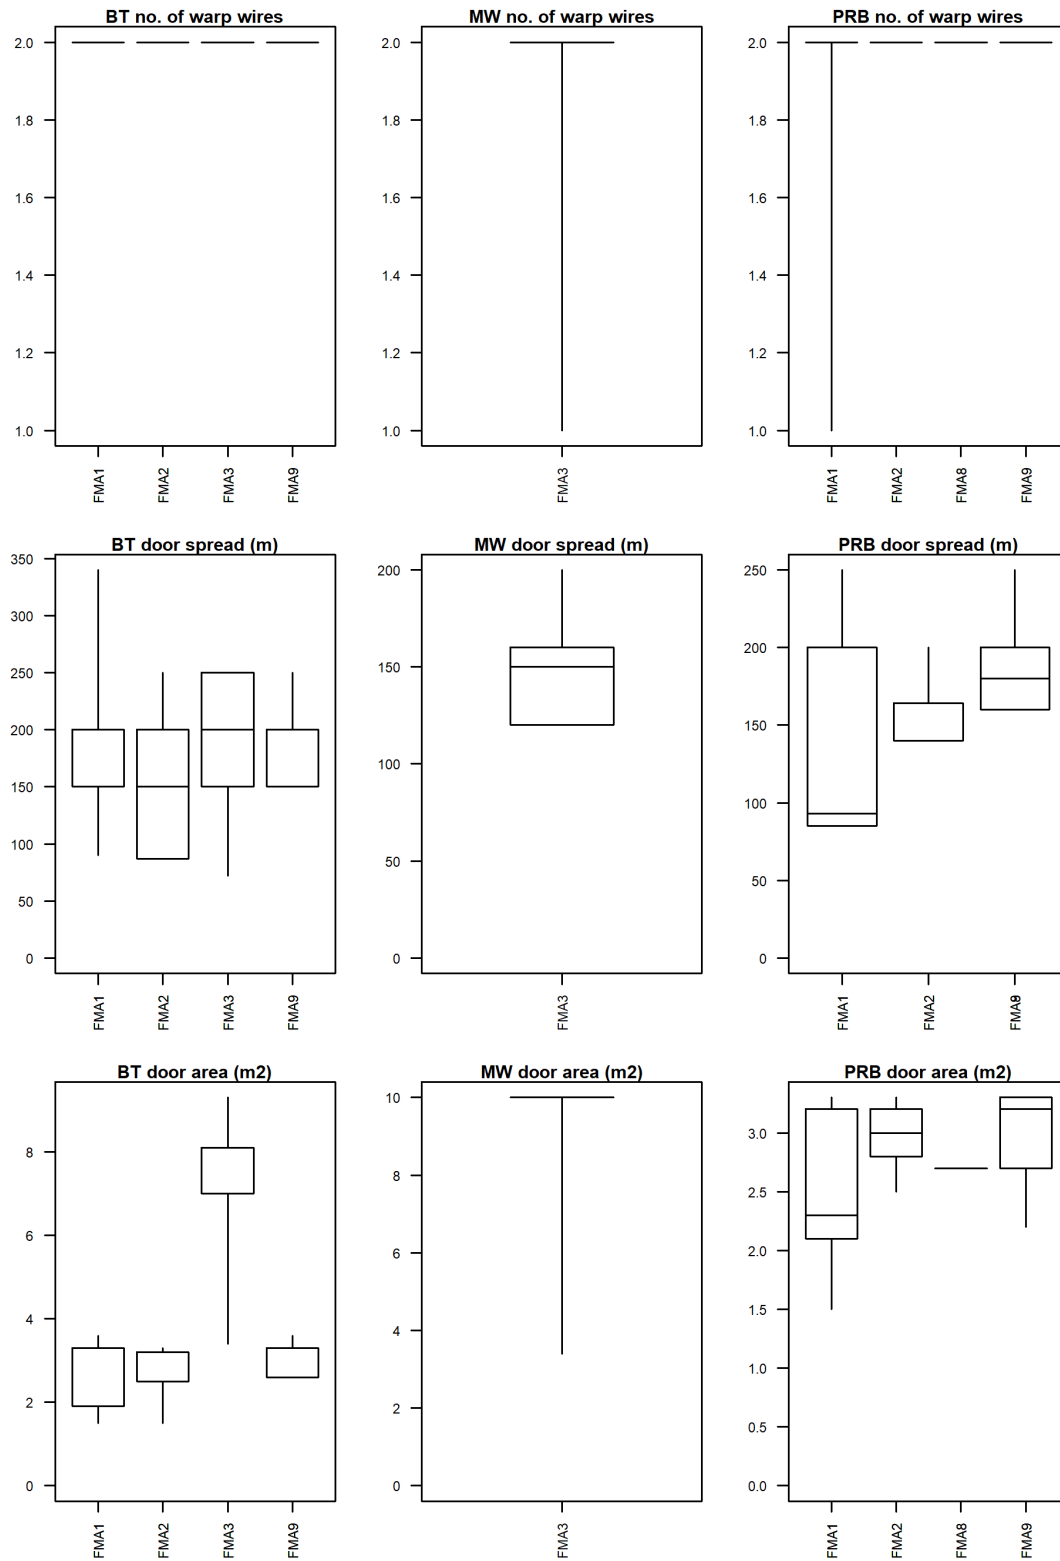 BT no. of warp wires
2.0
1.8
1.6
1.4
1.2
1.0
FMA1
FMA2
FMA3
FMA9
MW no. of warp wires
2.0
1.8
1.6
1.4
1.2
1.0
FMA3
PRB no. of warp wires
2.0
1.8
1.6
1.4
1.2
1.0
FMA1
FMA2
FMA8
FMA9
BT door spread (m)
350
300
250
200
150
100
50
0
FMA1
FMA2
FMA3
FMA9
MW door spread (m)
200
150
100
50
0
FMA3
PRB door spread (m)
250
200
150
100
50
0
FMA1
FMA2
BT door area (m2)
8
6
4
2
0
FMA1
FMA2
FMA3
FMA9
MW door area (m2)
10
8
6
4
2
0
FMA3
PRB door area (m2)
3.0
2.5
2.0
1.5
1.0
0.5
0.0
FMA1
FMA2
FMA8
FMA9